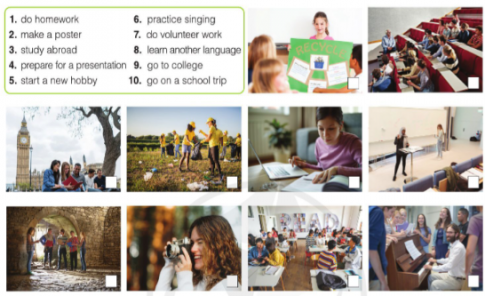 1. do homework
2. make a poster
3. study abroad
4. prepare for a presentation
5. start a new hobby
6. practice singing
7. do volunteer work
8. learn another language
9. go to college
10. go on a school trip
RECYCLE
READ